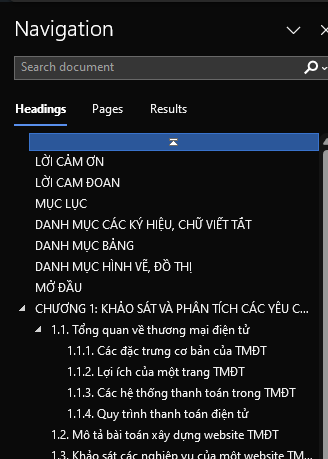 Navigation
Search document
Headings Pages Results
LỜI CẢM ƠN
LỜI CAM ĐOAN
MỤC LỤC
DANH MỤC CÁC KÝ HIỆU, CHỮ VIẾT TẮT
DANH MỤC BẢNG
DANH MỤC HÌNH VẼ, ĐỒ THỊ
MỞ ĐẦU
CHƯƠNG 1: KHẢO SÁT VÀ PHÂN TÍCH CÁC YÊU C...
1.1. Tổng quan về thương mại điện tử
1.1.1. Các đặc trưng cơ bản của TMĐT
1.1.2. Lợi ích của một trang TMĐT
1.1.3. Các hệ thống thanh toán trong TMĐT
1.1.4. Quy trình thanh toán điện tử
1.2. Mô tả bài toán xây dựng website TMĐT
1.3. Khảo sát các nghiệp vụ của một website TMĐT